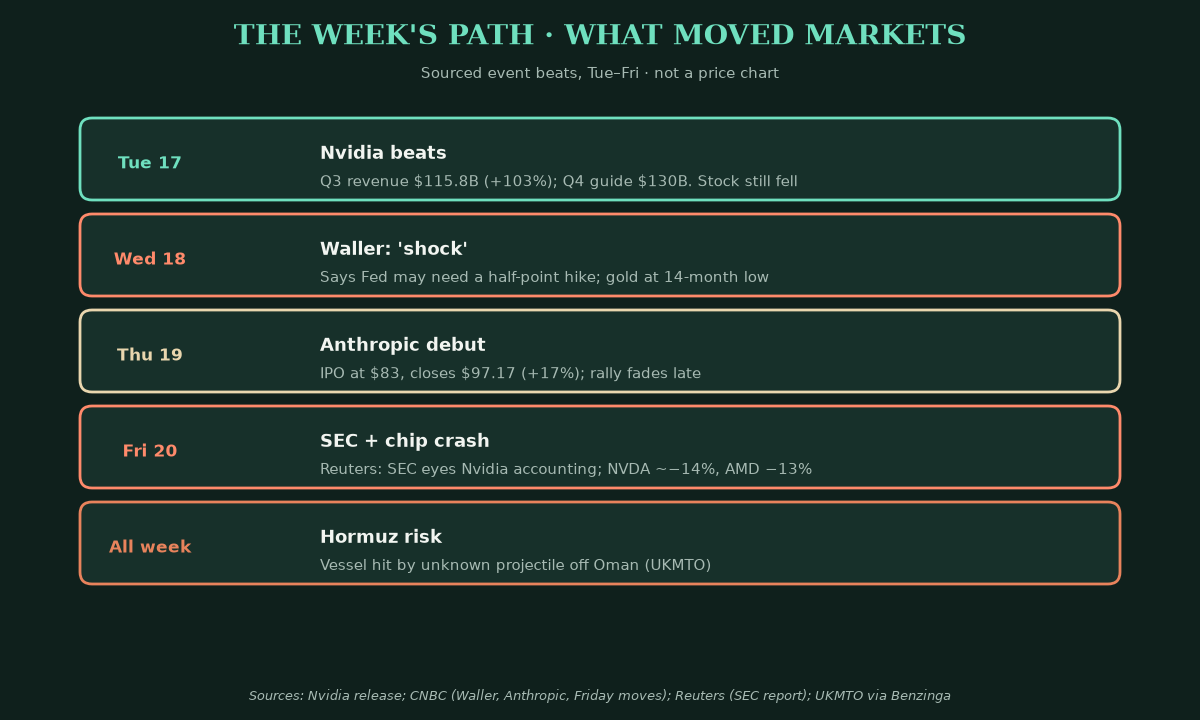 THE WEEK'S PATH · WHAT MOVED MARKETS
Sourced event beats, Tue–Fri · not a price chart
Tue 17
Nvidia beats
Q3 revenue $115.8B (+103%); Q4 guide $130B. Stock still fell
Wed 18
Waller: 'shock'
Says Fed may need a half-point hike; gold at 14-month low
Thu 19
Anthropic debut
IPO at $83, closes $97.17 (+17%); rally fades late
Fri 20
SEC + chip crash
Reuters: SEC eyes Nvidia accounting; NVDA ~−14%, AMD −13%
All week
Hormuz risk
Vessel hit by unknown projectile off Oman (UKMTO)
Sources: Nvidia release; CNBC (Waller, Anthropic, Friday moves); Reuters (SEC report); UKMTO via Benzinga